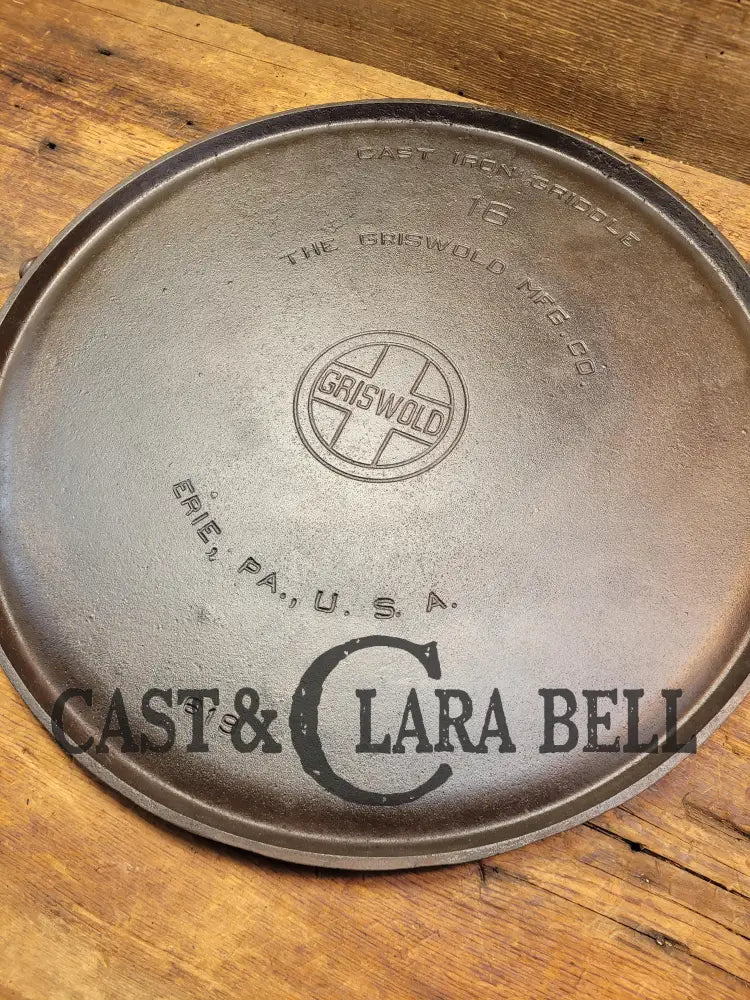 CAST IRON GRIDDLE
16
THE GRISWOLD MFG. CO.
GRISWOLD
ERIE, PA., U. S. A.
CAST & CLARA BELL